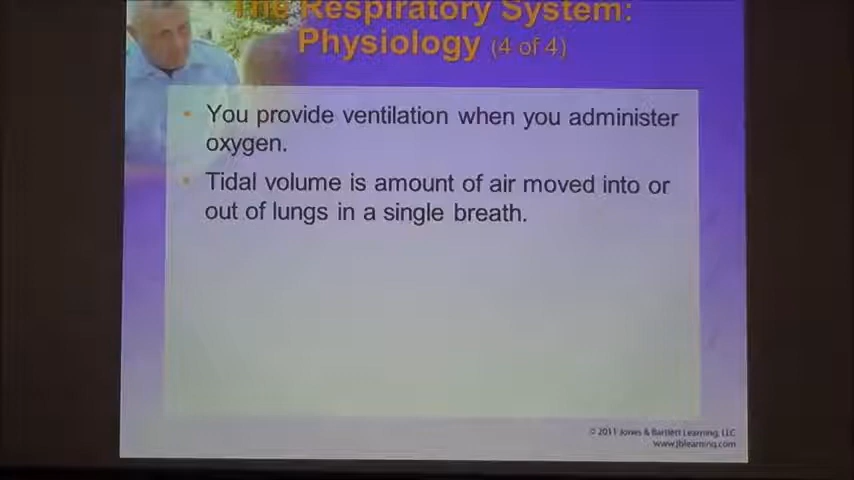 The Respiratory System:
Physiology (4 of 4)
• You provide ventilation when you administer
oxygen.
• Tidal volume is amount of air moved into or
out of lungs in a single breath.
© 2011 Jones & Bartlett Learning, LLC
www.jblearning.com